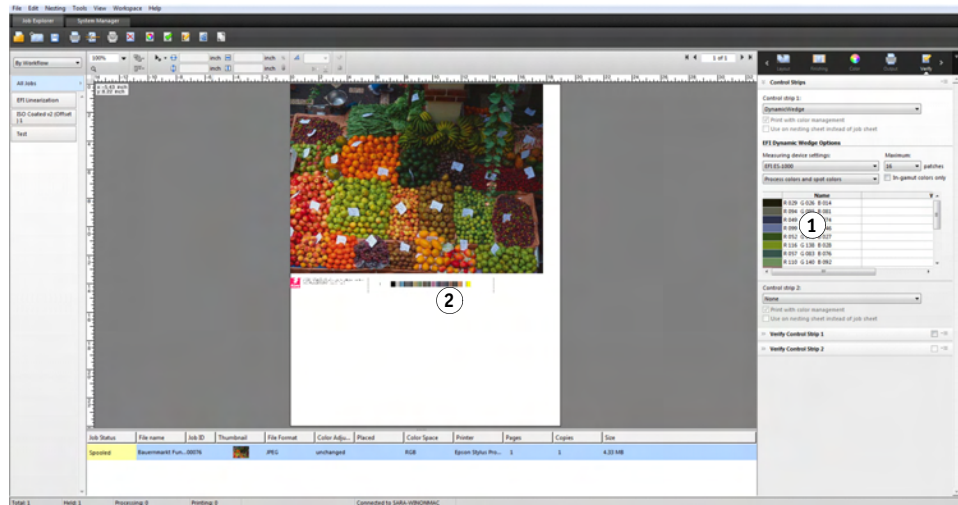 File Edit Nesting Tools View Workspace Help
Job Explorer System Manager
By Workflow
100%
inch inch
inch inch
1 of 1
Layout Printing Color Output Verify
All Jobs
EFI Linearization
ISO Coated v2 (Offset
Test
Control Strips
Control strip 1:
DynamicWedge
Print with color management
Use on nesting sheet instead of job sheet
EFI Dynamic Wedge Options
Measuring device settings: Maximum:
EFI ES-1000 16 patches
Process colors and spot colors In-gamut colors only
Name
R 029 G 026 B 014
R 094 G
R 049
R 099
R 052
R 116 G 138 B 028
R 057 G 083 B 076
R 110 G 140 B 092
1
2
Control strip 2:
None
Print with color management
Use on nesting sheet instead of job sheet
Verify Control Strip 1
Verify Control Strip 2
Job Status File name Job ID Thumbnail File Format Color Adju... Placed Color Space Printer Pages Copies Size
Spooled Bauernmarkt Fun... 00076 JPEG unchanged RGB Epson Stylus Pro... 1 1 4.33 MB
Total: 1 Held: 1 Processing: 0 Printing: 0 Connected to SARA-WINONMAC